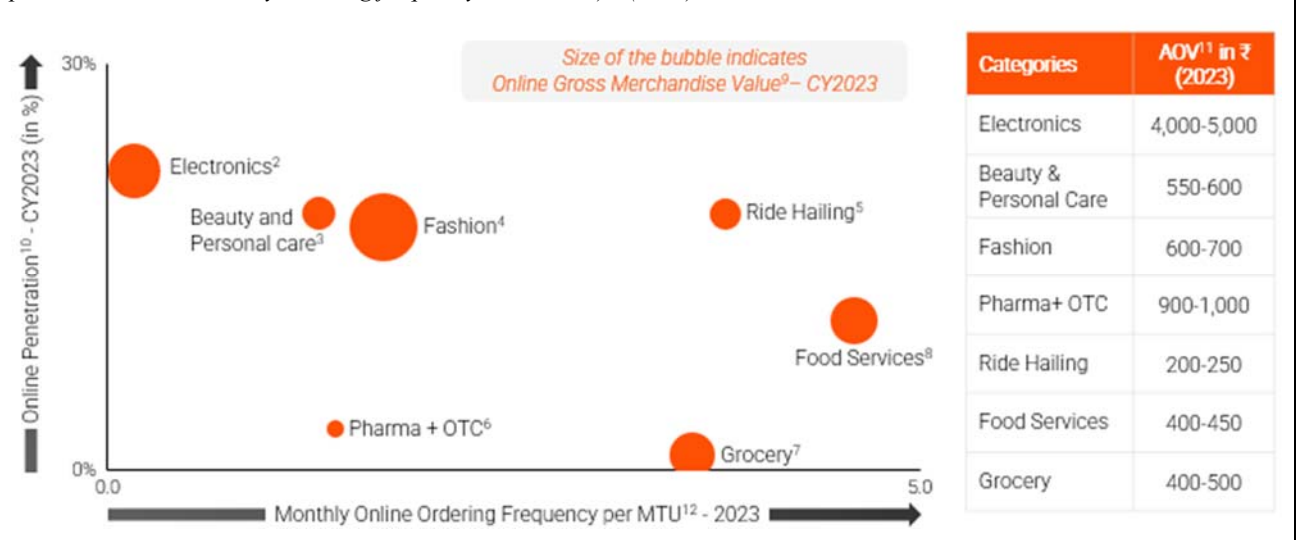 Size of the bubble indicates
Online Gross Merchandise Value⁹– CY2023
30%
Online Penetration¹⁰ - CY2023 (in %)
Electronics²
Beauty and
Personal care³
Fashion⁴
Ride Hailing⁵
Food Services⁸
Pharma + OTC⁶
Grocery⁷
0%
0.0
5.0
Monthly Online Ordering Frequency per MTU¹² - 2023
Categories
AOV¹¹ in ₹
(2023)
Electronics
4,000-5,000
Beauty &
Personal Care
550-600
Fashion
600-700
Pharma+ OTC
900-1,000
Ride Hailing
200-250
Food Services
400-450
Grocery
400-500